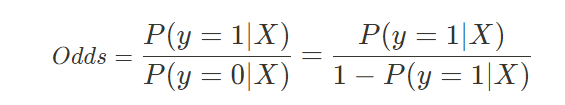 Odds = P(y = 1|X) / P(y = 0|X) = P(y = 1|X) / 1 − P(y = 1|X)